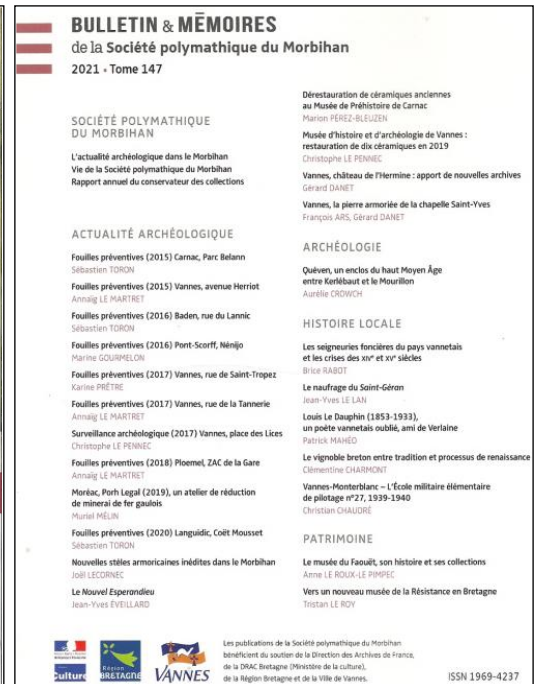 BULLETIN & MĒMOIRES
de la Société polymathique du Morbihan
2021 • Tome 147
SOCIÉTÉ POLYMATHIQUE
DU MORBIHAN
L'actualité archéologique dans le Morbihan
Vie de la Société polymathique du Morbihan
Rapport annuel du conservateur des collections
ACTUALITÉ ARCHÉOLOGIQUE
Fouilles préventives (2015) Carnac, Parc Belann
Sébastien TORON
Fouilles préventives (2015) Vannes, avenue Herriot
Annaïg LE MARTRET
Fouilles préventives (2016) Baden, rue du Lannic
Sébastien TORON
Fouilles préventives (2016) Pont-Scorff, Nénijo
Marine GOURMELON
Fouilles préventives (2017) Vannes, rue de Saint-Tropez
Karine PRÊTRE
Fouilles préventives (2017) Vannes, rue de la Tannerie
Annaïg LE MARTRET
Surveillance archéologique (2017) Vannes, place des Lices
Christophe LE PENNEC
Fouilles préventives (2018) Ploemel, ZAC de la Gare
Annaïg LE MARTRET
Moréac, Porh Legal (2019), un atelier de réduction
de minerai de fer gaulois
Muriel MÉLIN
Fouilles préventives (2020) Languidic, Coët Mousset
Sébastien TORON
Nouvelles stèles armoricaines inédites dans le Morbihan
Joël LECORNEC
Le Nouvel Esperandieu
Jean-Yves ÉVEILLARD
Dérestauration de céramiques anciennes
au Musée de Préhistoire de Carnac
Marion PÉREZ-BLEUZEN
Musée d'histoire et d'archéologie de Vannes :
restauration de dix céramiques en 2019
Christophe LE PENNEC
Vannes, château de l'Hermine : apport de nouvelles archives
Gérard DANET
Vannes, la pierre armoriée de la chapelle Saint-Yves
François ARS, Gérard DANET
ARCHÉOLOGIE
Quéven, un enclos du haut Moyen Âge
entre Kerlébaut et le Mourillon
Aurélie CROWCH
HISTOIRE LOCALE
Les seigneuries foncières du pays vannetais
et les crises des XIVe et XVe siècles
Brice RABOT
Le naufrage du Saint-Géran
Jean-Yves LE LAN
Louis Le Dauphin (1853-1933),
un poète vannetais oublié, ami de Verlaine
Patrick MAHÉO
Le vignoble breton entre tradition et processus de renaissance
Clémentine CHARMONT
Vannes-Monterblanc – L'École militaire élémentaire
de pilotage n°27, 1939-1940
Christian CHAUDRÉ
PATRIMOINE
Le musée du Faouët, son histoire et ses collections
Anne LE ROUX-LE PIMPEC
Vers un nouveau musée de la Résistance en Bretagne
Tristan LE ROY
Culture
Région
BRETAGNE
VANNES
Les publications de la Société polymathique du Morbihan
bénéficient du soutien de la Direction des Archives de France,
de la DRAC Bretagne (Ministère de la culture),
de la Région Bretagne et de la Ville de Vannes.
ISSN 1969-4237